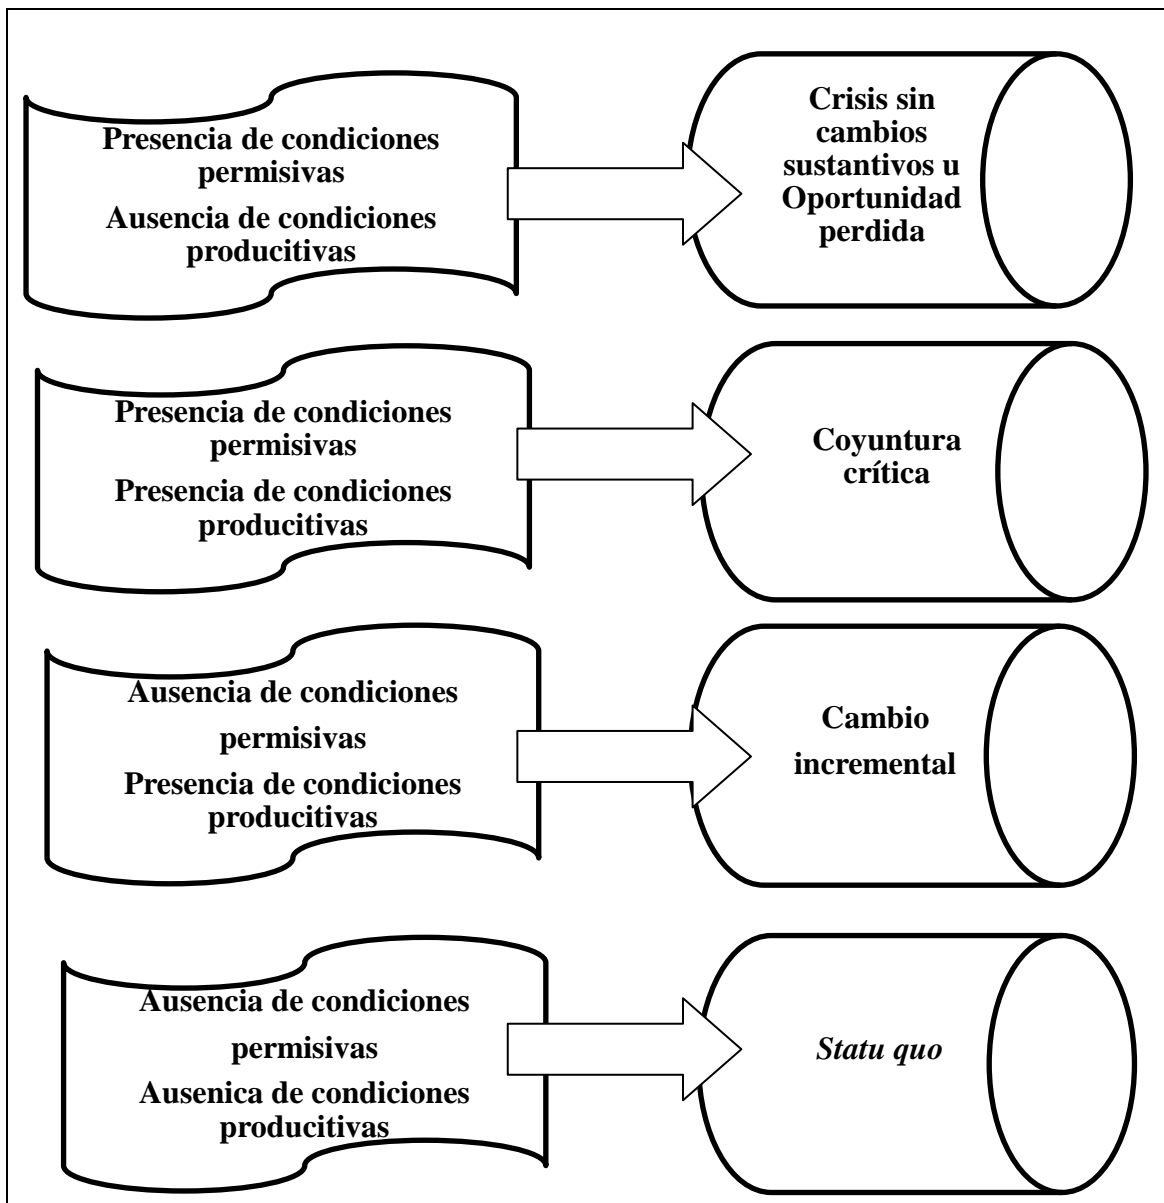 Presencia de condiciones
permisivas
Ausencia de condiciones
producitivas
Crisis sin
cambios
sustantivos u
Oportunidad
perdida
Presencia de condiciones
permisivas
Presencia de condiciones
producitivas
Coyuntura
crítica
Ausencia de condiciones
permisivas
Presencia de condiciones
producitivas
Cambio
incremental
Ausencia de condiciones
permisivas
Ausenica de condiciones
producitivas
Statu quo